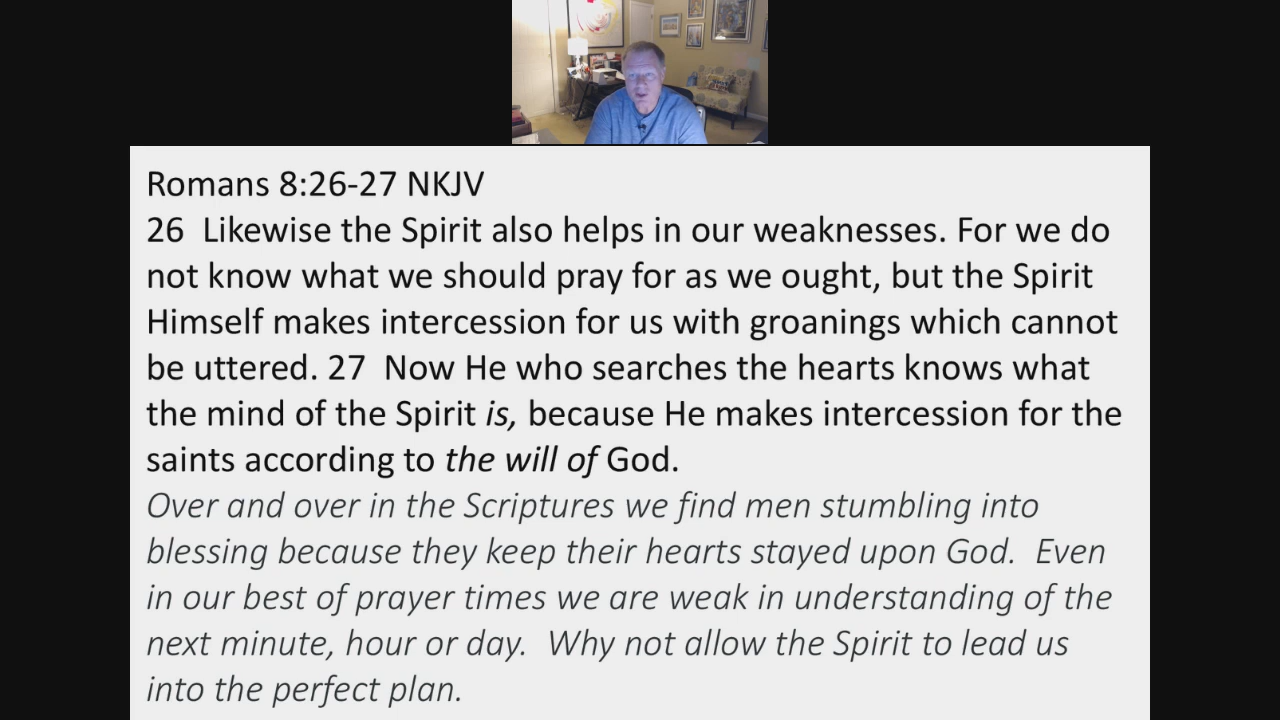 Romans 8:26-27 NKJV
26  Likewise the Spirit also helps in our weaknesses. For we do
not know what we should pray for as we ought, but the Spirit
Himself makes intercession for us with groanings which cannot
be uttered. 27  Now He who searches the hearts knows what
the mind of the Spirit is, because He makes intercession for the
saints according to the will of God.
Over and over in the Scriptures we find men stumbling into
blessing because they keep their hearts stayed upon God.  Even
in our best of prayer times we are weak in understanding of the
next minute, hour or day.  Why not allow the Spirit to lead us
into the perfect plan.